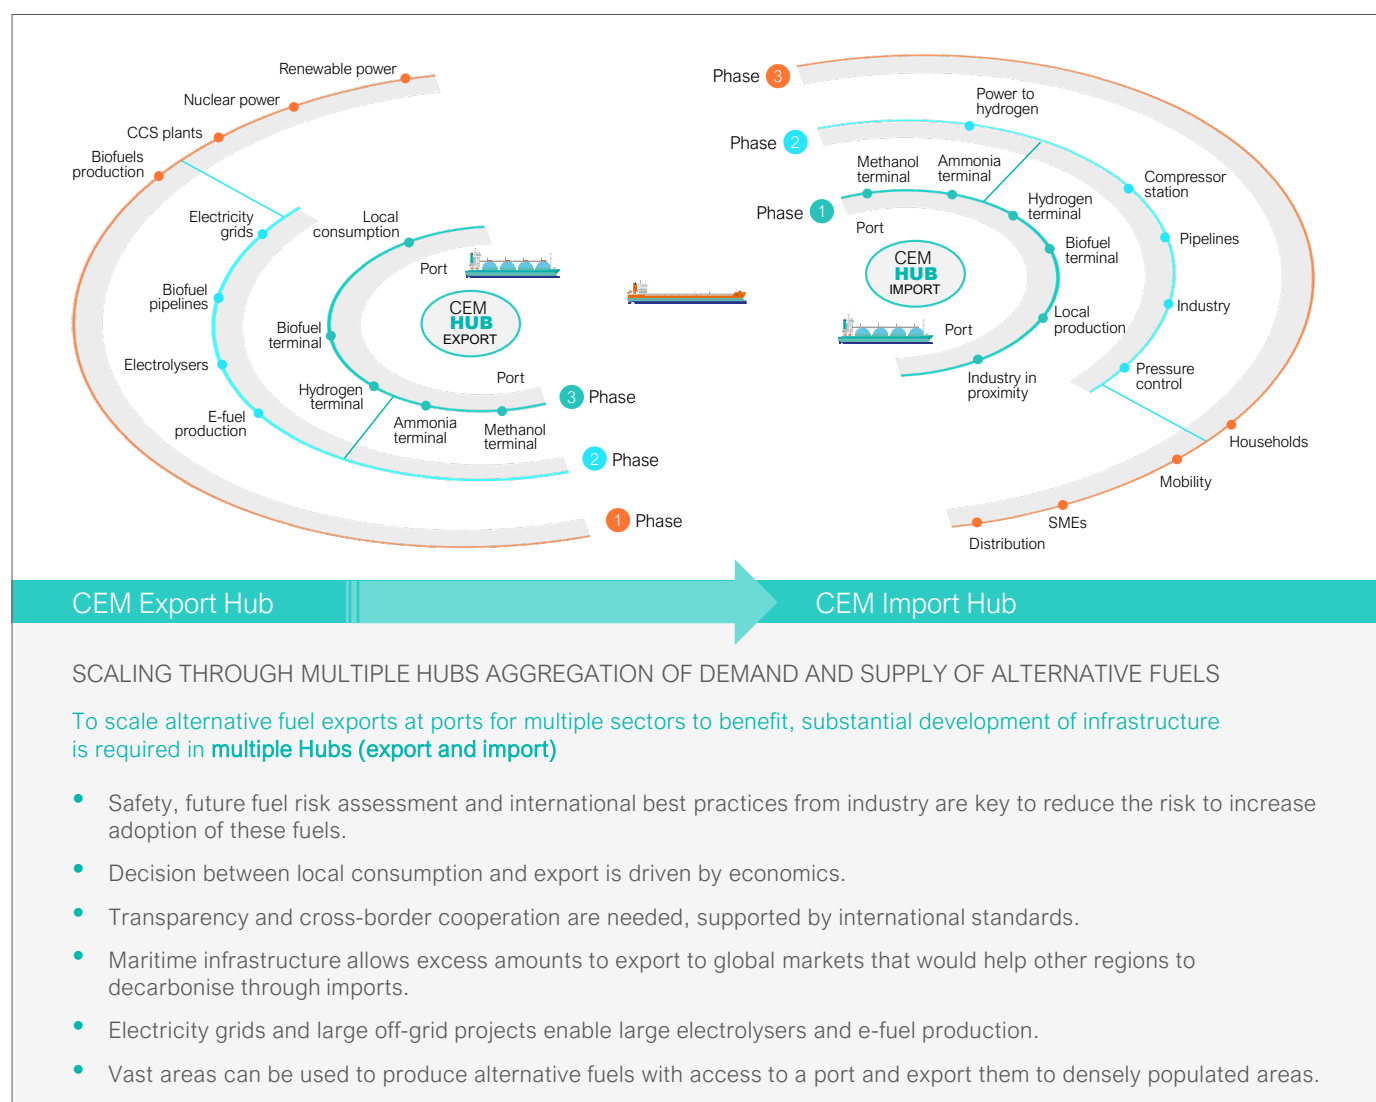 Renewable power
Nuclear power
CCS plants
Biofuels
production
Electricity
grids
Biofuel
pipelines
Electrolysers
E-fuel
production
Local
consumption
Port
CEM
HUB
EXPORT
Biofuel
terminal
Hydrogen
terminal
Ammonia
terminal
Methanol
terminal
Port
3 Phase
2 Phase
1 Phase
Phase 3
Phase 2
Phase 1
Power to
hydrogen
Methanol
terminal
Ammonia
terminal
Hydrogen
terminal
Biofuel
terminal
Port
CEM
HUB
IMPORT
Port
Local
production
Industry in
proximity
Compressor
station
Pipelines
Industry
Pressure
control
Households
Mobility
SMEs
Distribution
CEM Export Hub
CEM Import Hub
SCALING THROUGH MULTIPLE HUBS AGGREGATION OF DEMAND AND SUPPLY OF ALTERNATIVE FUELS
To scale alternative fuel exports at ports for multiple sectors to benefit, substantial development of infrastructure
is required in multiple Hubs (export and import)
• Safety, future fuel risk assessment and international best practices from industry are key to reduce the risk to increase
adoption of these fuels.
• Decision between local consumption and export is driven by economics.
• Transparency and cross-border cooperation are needed, supported by international standards.
• Maritime infrastructure allows excess amounts to export to global markets that would help other regions to
decarbonise through imports.
• Electricity grids and large off-grid projects enable large electrolysers and e-fuel production.
• Vast areas can be used to produce alternative fuels with access to a port and export them to densely populated areas.